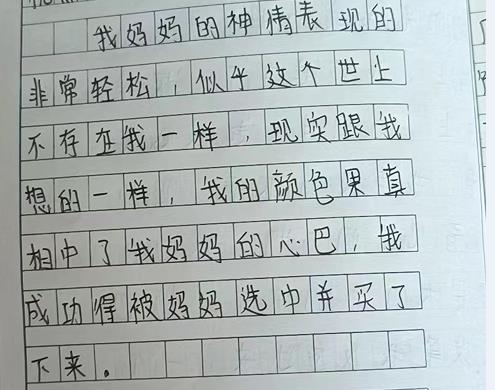 我妈妈的神情表现的
非常轻松，似乎这个世上
不存在我一样，现实跟我
想的一样，我的颜色果真
相中了我妈妈的心巴，我
成功得被妈妈选中并买了
下来。